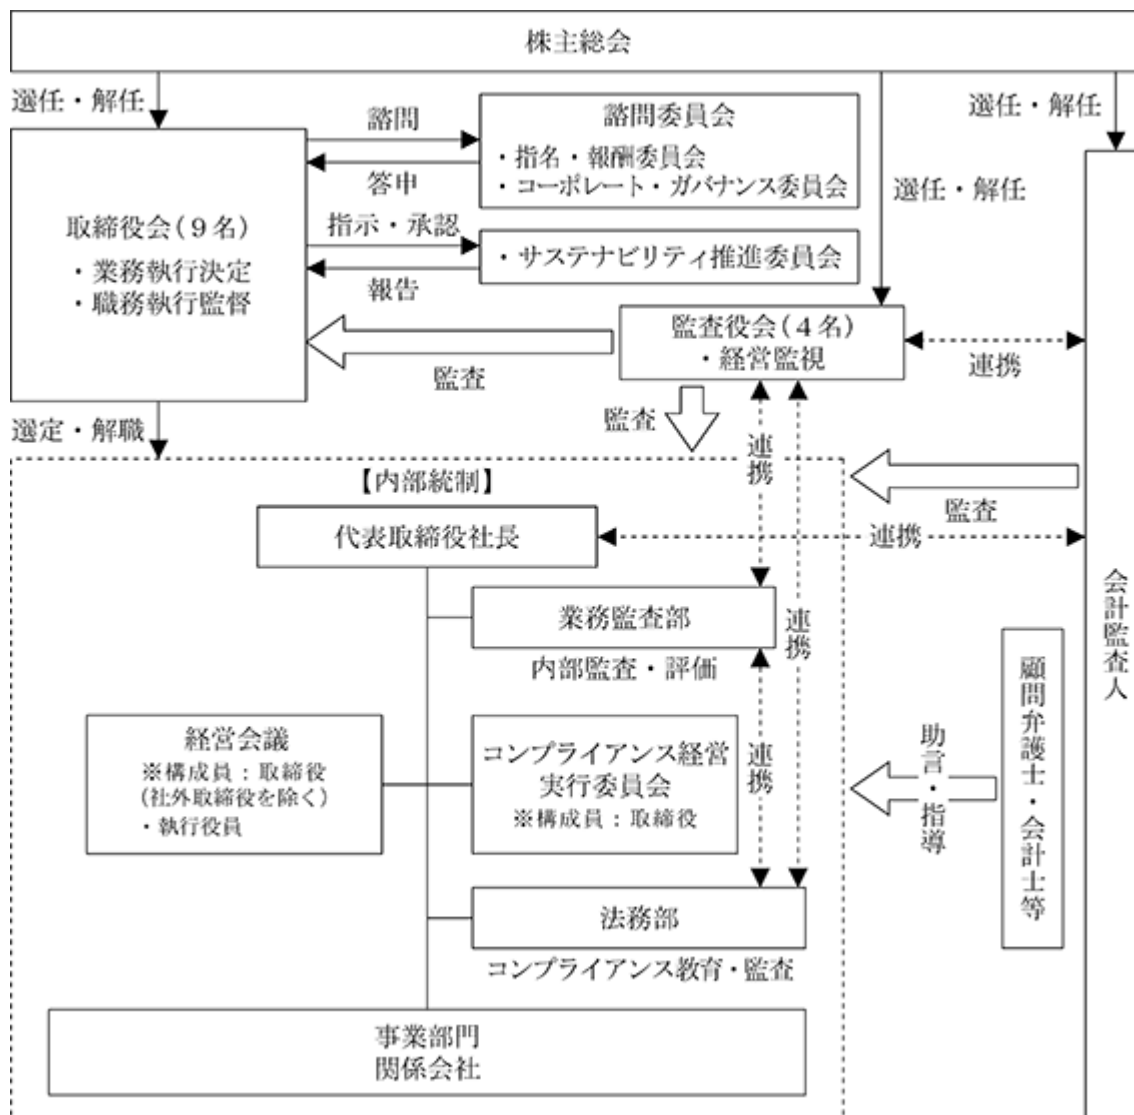 株主総会
選任・解任
選任・解任
選任・解任
諮問
答申
諮問委員会
・指名・報酬委員会
・コーポレート・ガバナンス委員会
取締役会(9名)
・業務執行決定
・職務執行監督
指示・承認
報告
・サステナビリティ推進委員会
監査役会(4名)
・経営監視
監査
連携
選定・解職
監査
連携
【内部統制】
監査
代表取締役社長
連携
業務監査部
内部監査・評価
連携
会計監査人
経営会議
※構成員：取締役
(社外取締役を除く)
・執行役員
コンプライアンス経営
実行委員会
※構成員：取締役
連携
助言・指導
顧問弁護士・会計士等
法務部
コンプライアンス教育・監査
事業部門
関係会社